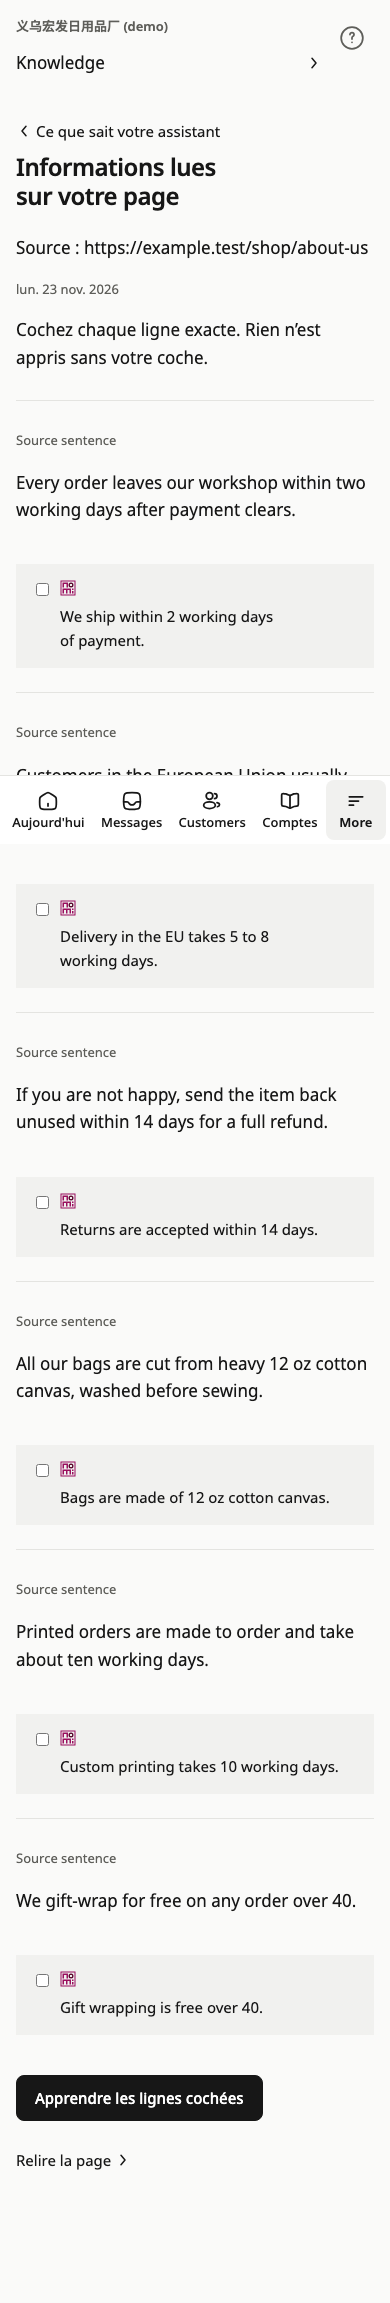 义乌宏发日用品厂 (demo)
Knowledge
Ce que sait votre assistant
Informations lues
sur votre page
Source : https://example.test/shop/about-us
lun. 23 nov. 2026
Cochez chaque ligne exacte. Rien n’est
appris sans votre coche.
Source sentence
Every order leaves our workshop within two
working days after payment clears.
We ship within 2 working days
of payment.
Source sentence
Customers in the European Union usually
Aujourd'hui
Messages
Customers
Comptes
More
Delivery in the EU takes 5 to 8
working days.
Source sentence
If you are not happy, send the item back
unused within 14 days for a full refund.
Returns are accepted within 14 days.
Source sentence
All our bags are cut from heavy 12 oz cotton
canvas, washed before sewing.
Bags are made of 12 oz cotton canvas.
Source sentence
Printed orders are made to order and take
about ten working days.
Custom printing takes 10 working days.
Source sentence
We gift-wrap for free on any order over 40.
Gift wrapping is free over 40.
Apprendre les lignes cochées
Relire la page